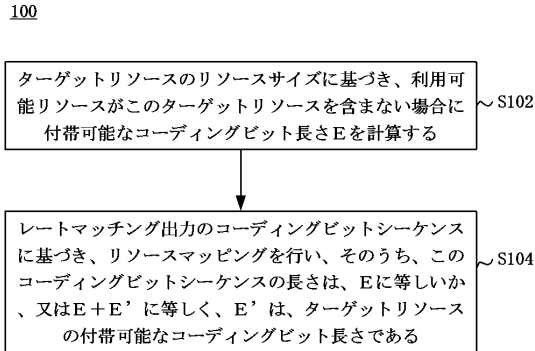 100
ターゲットリソースのリソースサイズに基づき、利用可
能リソースがこのターゲットリソースを含まない場合に
付帯可能なコーディングビット長さEを計算する
S102
レートマッチング出力のコーディングビットシーケンス
に基づき、リソースマッピングを行い、そのうち、この
コーディングビットシーケンスの長さは、Eに等しいか
、又はE+E’に等しく、E’は、ターゲットリソース
の付帯可能なコーディングビット長さである
S104